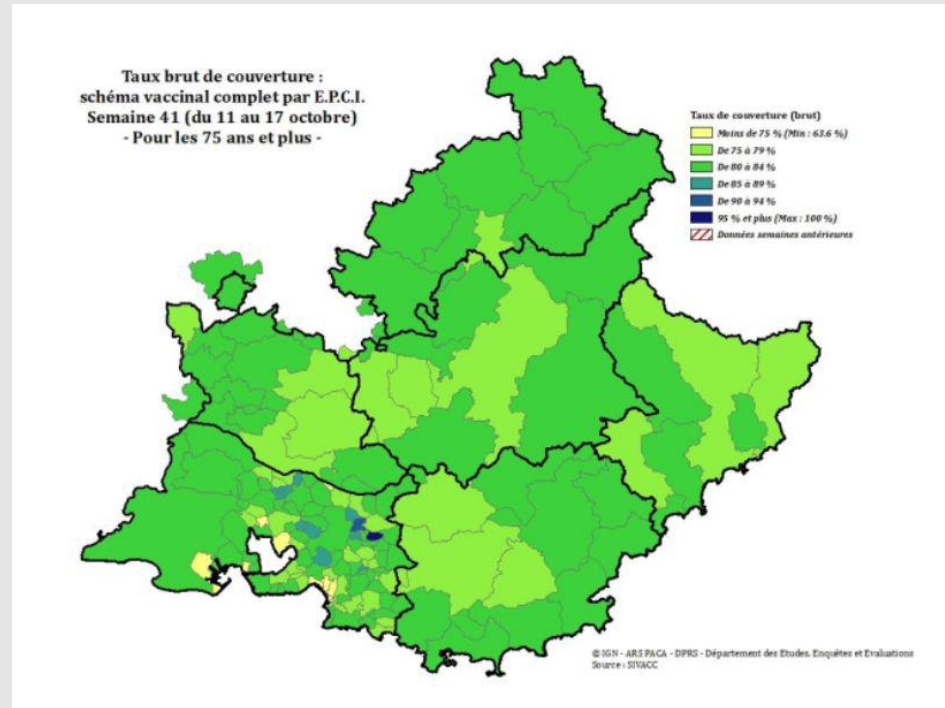 Taux brut de couverture :
schéma vaccinal complet par E.P.C.I.
Semaine 41 (du 11 au 17 octobre)
- Pour les 75 ans et plus -
Taux de couverture (brut)
Moins de 75 % (Min : 63.6 %)
De 75 à 79 %
De 80 à 84 %
De 85 à 89 %
De 90 à 94 %
95 % et plus (Max : 100 %)
Données semaines antérieures
© IGN - ARS PACA - DPRS - Département des Etudes, Enquêtes et Evaluations
Source : SIVACC